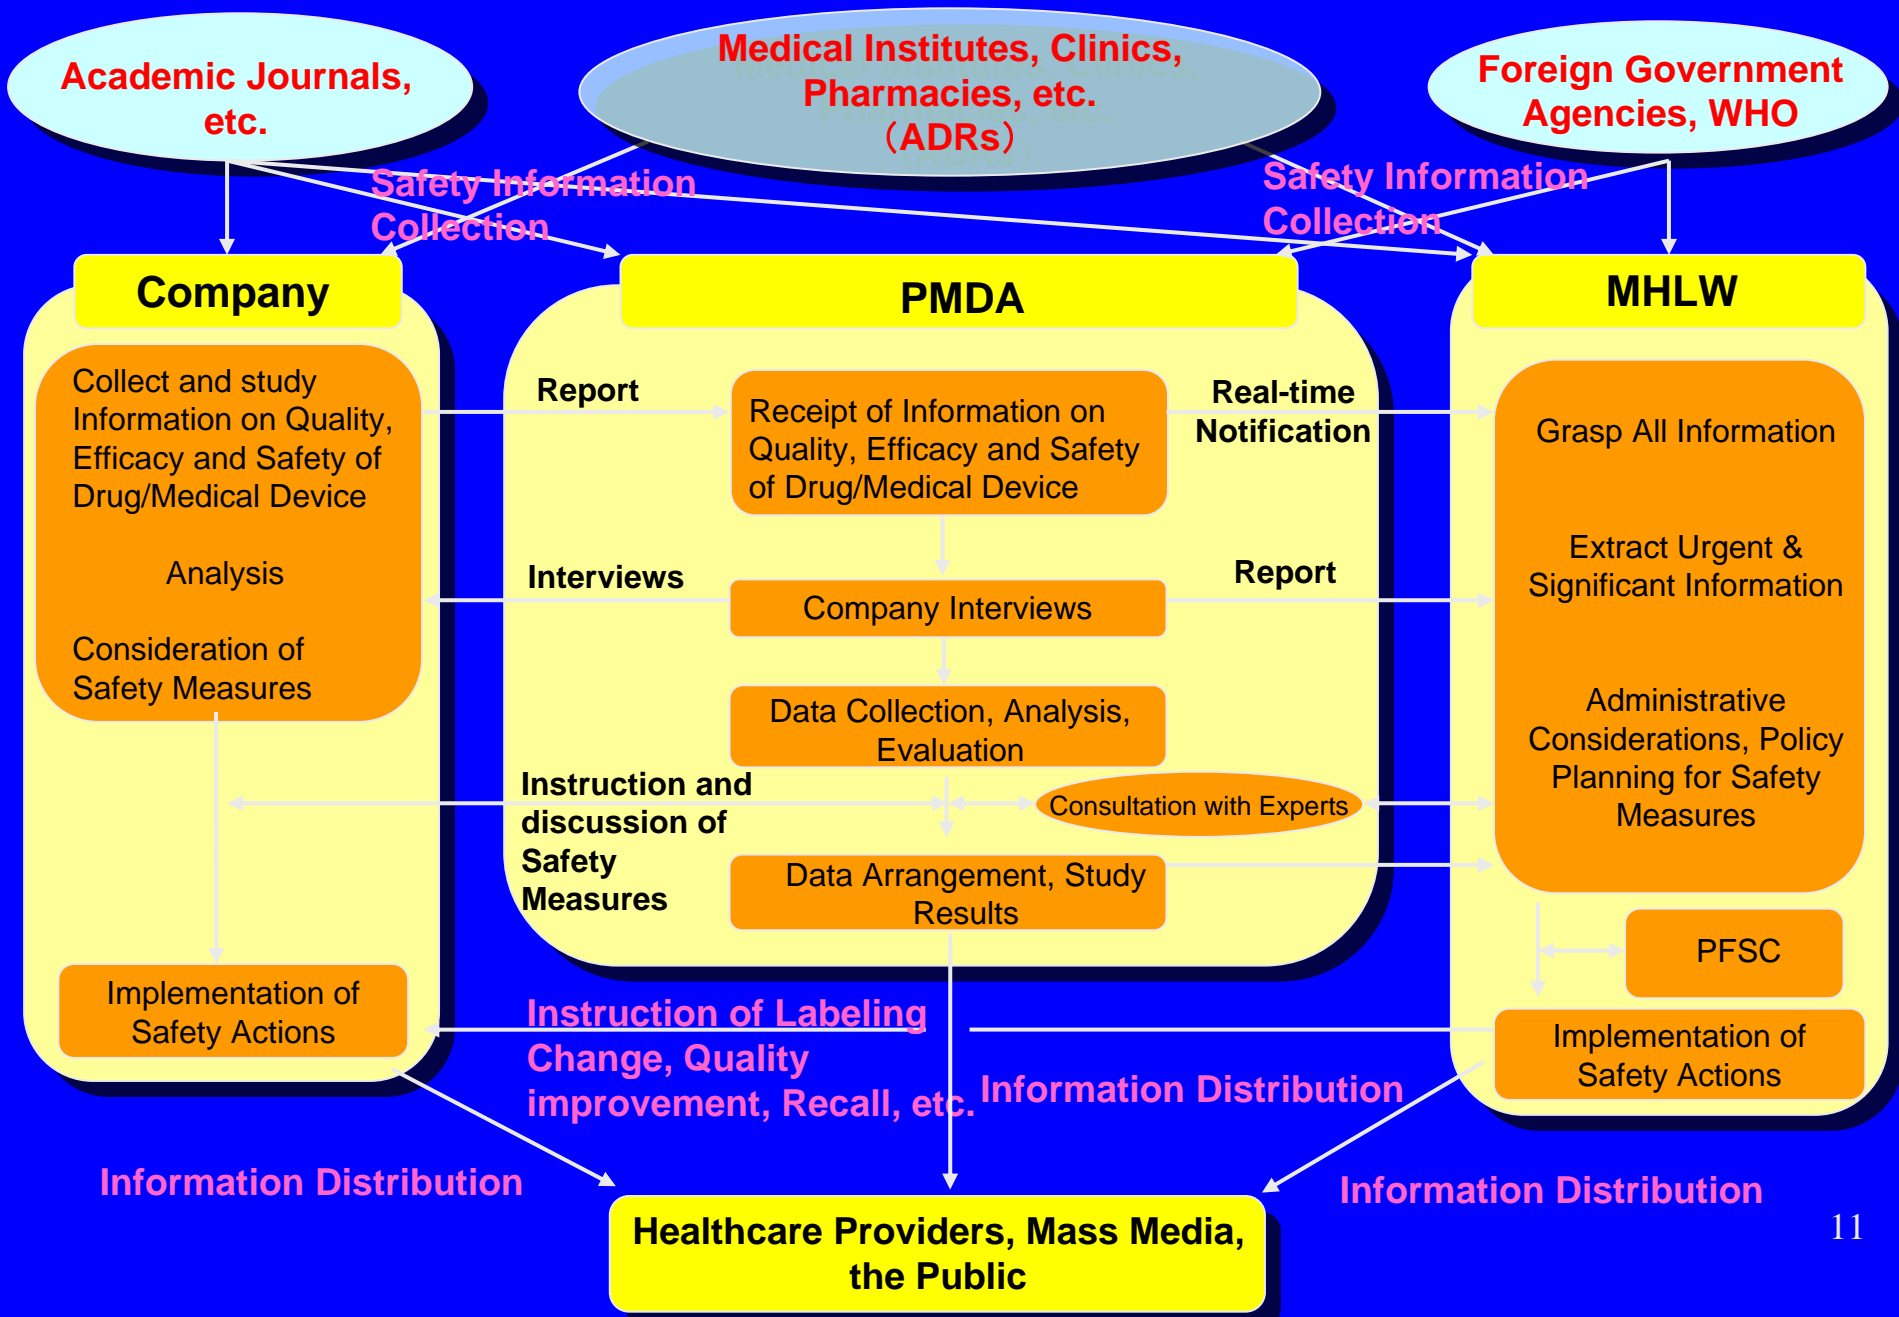 Academic Journals,
etc.
Medical Institutes, Clinics,
Pharmacies, etc.
（ADRs）
Foreign Government
Agencies, WHO
Safety Information
Collection
Safety Information
Collection
Company
PMDA
MHLW
Collect and study
Information on Quality,
Efficacy and Safety of
Drug/Medical Device
Analysis
Consideration of
Safety Measures
Report
Receipt of Information on
Quality, Efficacy and Safety
of Drug/Medical Device
Real-time
Notification
Grasp All Information
Extract Urgent &
Significant Information
Interviews
Company Interviews
Report
Data Collection, Analysis,
Evaluation
Administrative
Considerations, Policy
Planning for Safety
Measures
Instruction and
discussion of
Safety
Measures
Consultation with Experts
Data Arrangement, Study
Results
PFSC
Implementation of
Safety Actions
Instruction of Labeling
Change, Quality
improvement, Recall, etc.
Implementation of
Safety Actions
Information Distribution
Information Distribution
Information Distribution
Healthcare Providers, Mass Media,
the Public
11